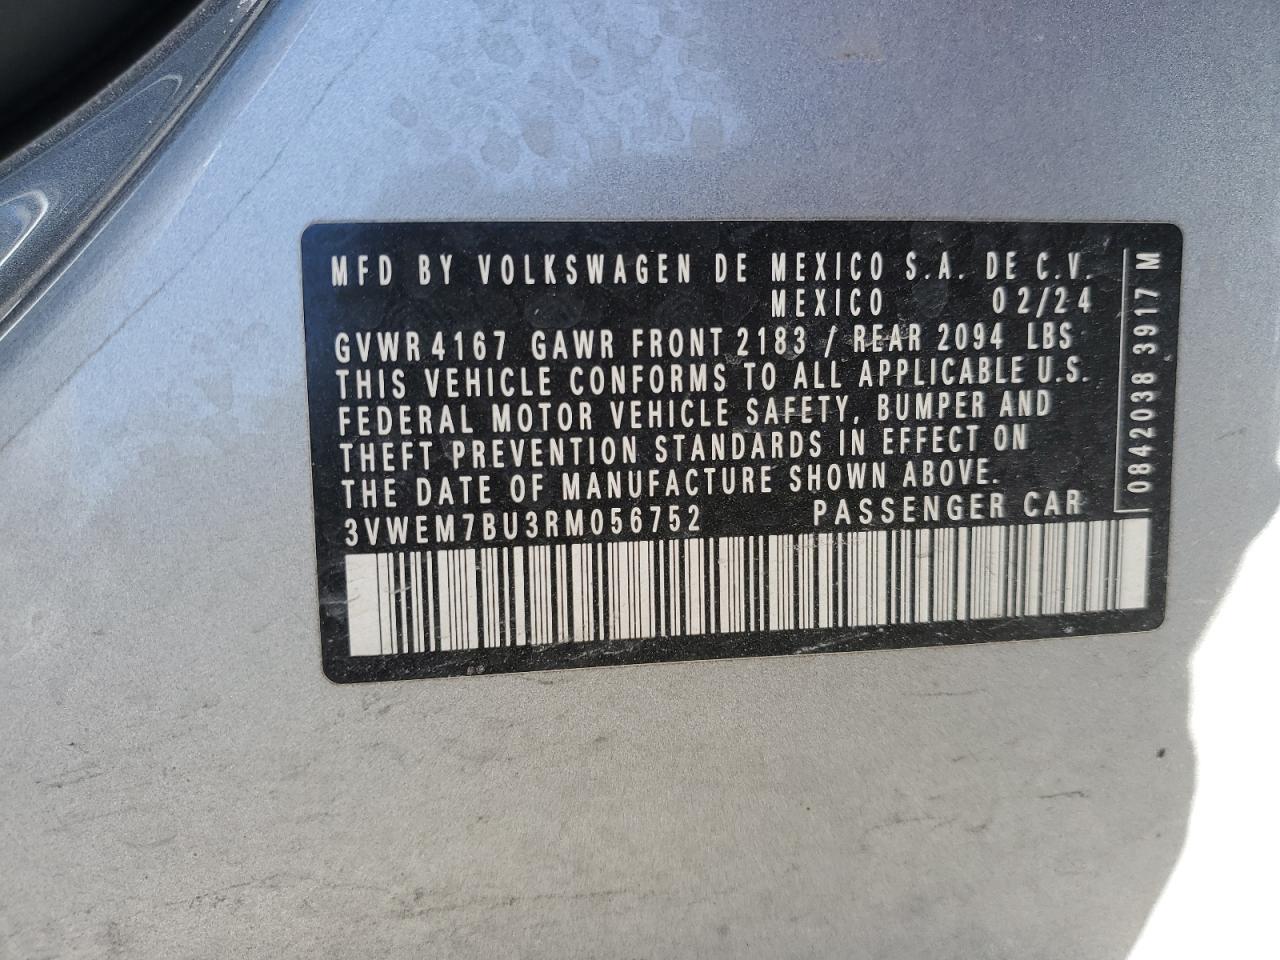 MFD BY VOLKSWAGEN DE MEXICO S.A. DE C.V.
MEXICO 02/24
GVWR 4167 GAWR FRONT 2183 / REAR 2094 LBS
THIS VEHICLE CONFORMS TO ALL APPLICABLE U.S.
FEDERAL MOTOR VEHICLE SAFETY, BUMPER AND
THEFT PREVENTION STANDARDS IN EFFECT ON
THE DATE OF MANUFACTURE SHOWN ABOVE.
3VWEM7BU3RM056752 PASSENGER CAR
0842038 3917 M